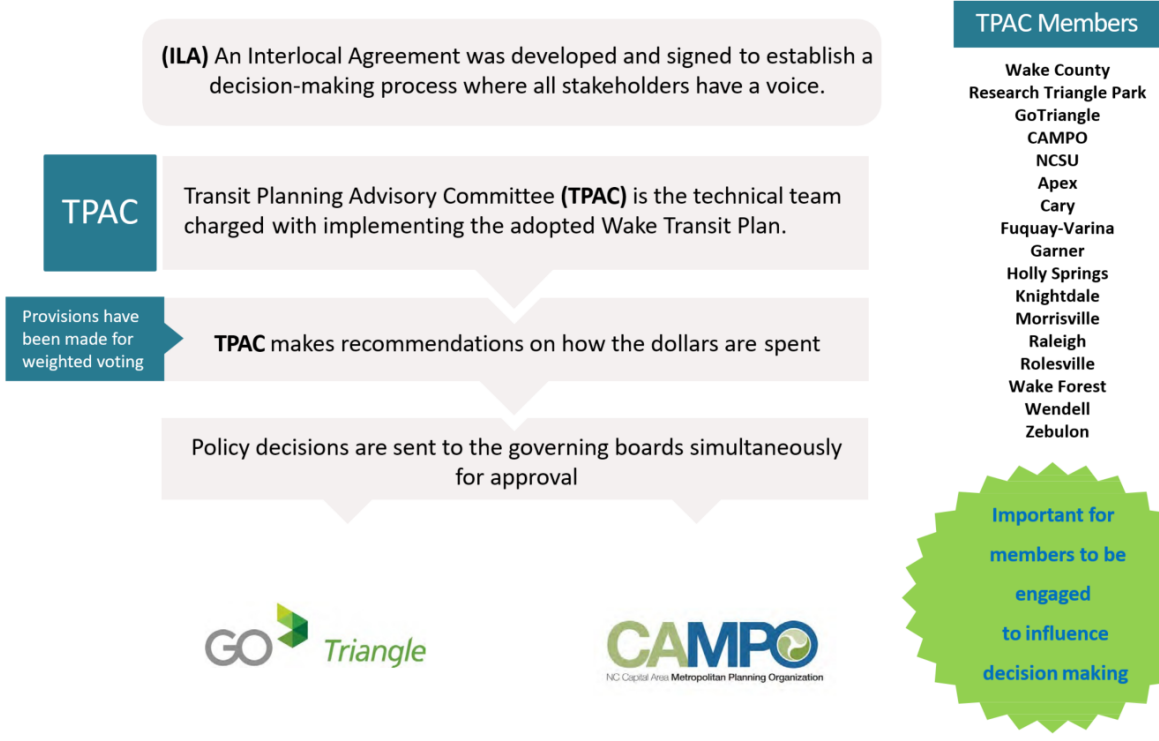 (ILA) An Interlocal Agreement was developed and signed to establish a
decision-making process where all stakeholders have a voice.
TPAC
Transit Planning Advisory Committee (TPAC) is the technical team
charged with implementing the adopted Wake Transit Plan.
Provisions have
been made for
weighted voting
TPAC makes recommendations on how the dollars are spent
Policy decisions are sent to the governing boards simultaneously
for approval
GO Triangle
CAMPO
NC Capital Area Metropolitan Planning Organization
TPAC Members
Wake County
Research Triangle Park
GoTriangle
CAMPO
NCSU
Apex
Cary
Fuquay-Varina
Garner
Holly Springs
Knightdale
Morrisville
Raleigh
Rolesville
Wake Forest
Wendell
Zebulon
Important for
members to be
engaged
to influence
decision making